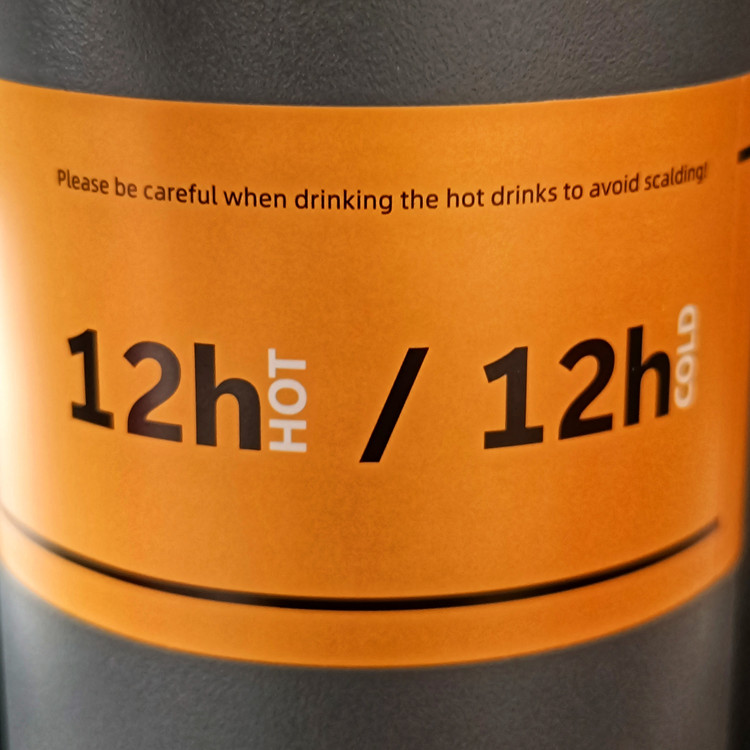 Please be careful when drinking the hot drinks to avoid scalding!
12h HOT / 12h COLD